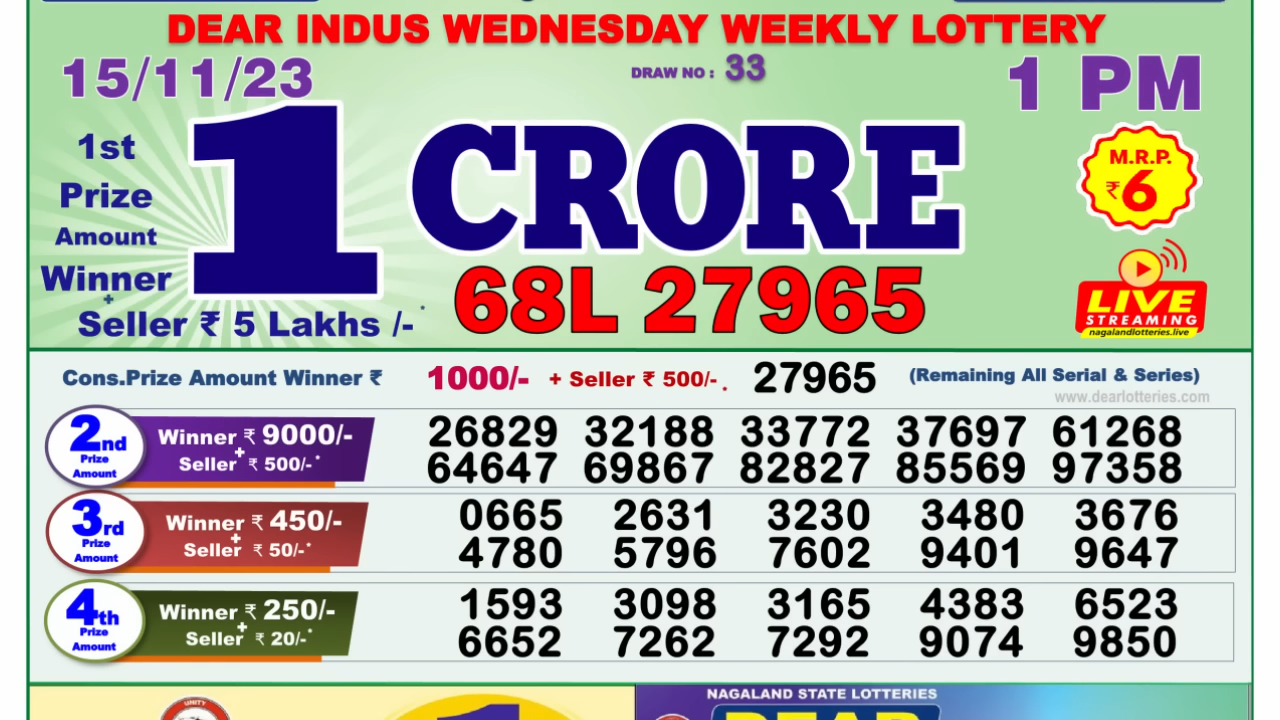 DEAR INDUS WEDNESDAY WEEKLY LOTTERY
15/11/23
DRAW NO : 33
1 PM
1st
Prize
Amount
Winner
+
Seller ₹ 5 Lakhs /-*
1 CRORE
68L 27965
M.R.P.
₹6
LIVE
STREAMING
nagalandlotteries.live
Cons.Prize Amount Winner ₹ 1000/- + Seller ₹ 500/- . 27965 (Remaining All Serial & Series)
www.dearlotteries.com
2nd
Prize
Amount
Winner ₹ 9000/-
+
Seller ₹ 500/-*
26829 32188 33772 37697 61268
64647 69867 82827 85569 97358
3rd
Prize
Amount
Winner ₹ 450/-
+
Seller ₹ 50/-*
0665 2631 3230 3480 3676
4780 5796 7602 9401 9647
4th
Prize
Amount
Winner ₹ 250/-
+
Seller ₹ 20/-*
1593 3098 3165 4383 6523
6652 7262 7292 9074 9850
UNITY
1
NAGALAND STATE LOTTERIES
DEAR